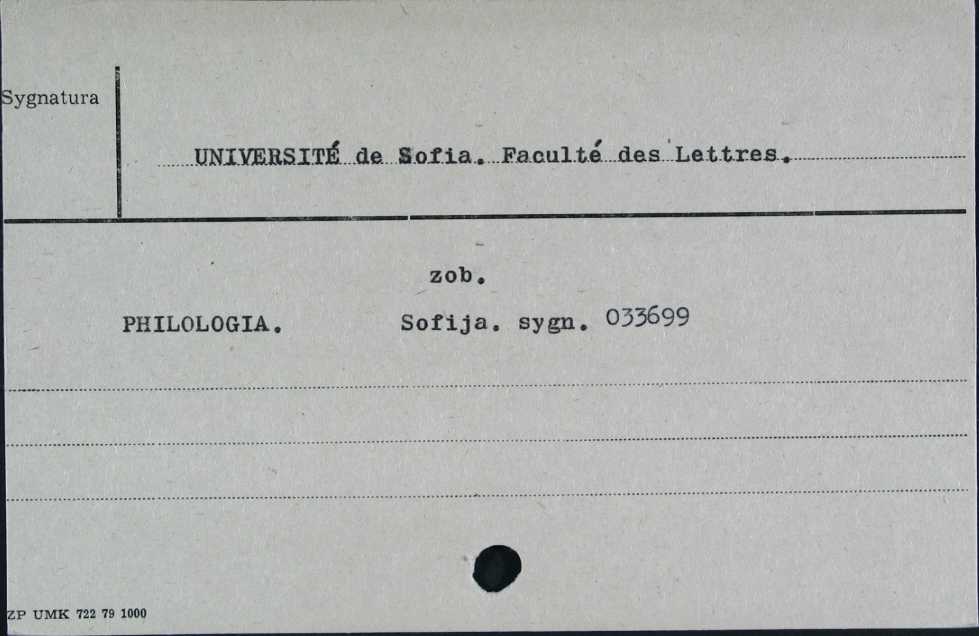 Sygnatura
UNIVERSITÉ de Sofia. Faculté des Lettres.
zob.
PHILOLOGIA. Sofija. sygn. 033699
ZP UMK 722 79 1000